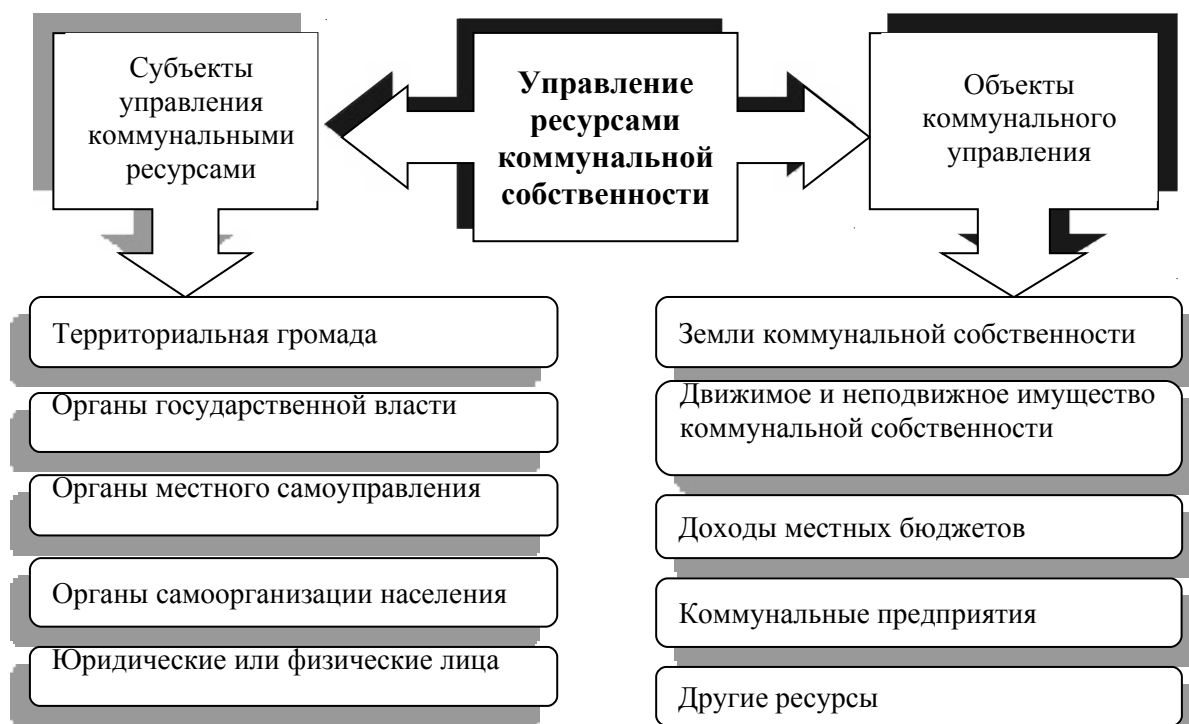 Субъекты
управления
коммунальными
ресурсами
Управление
ресурсами
коммунальной
собственности
Объекты
коммунального
управления
Территориальная громада
Органы государственной власти
Органы местного самоуправления
Органы самоорганизации населения
Юридические или физические лица
Земли коммунальной собственности
Движимое и неподвижное имущество
коммунальной собственности
Доходы местных бюджетов
Коммунальные предприятия
Другие ресурсы